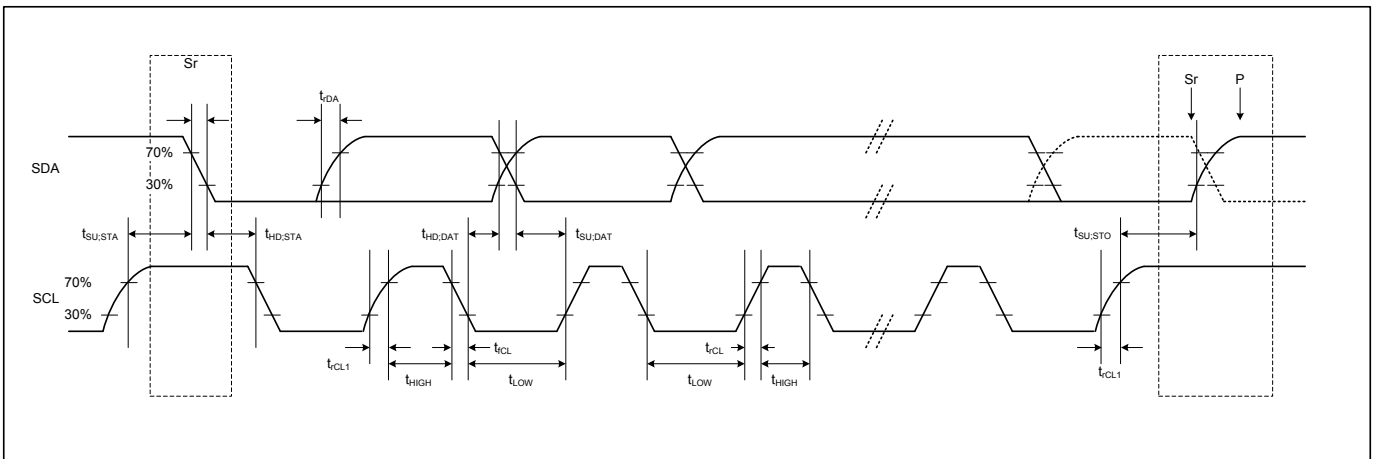 Sr
Sr P
trDA
SDA
70%
30%
tSU;STA
tHD;STA
tHD;DAT
tSU;DAT
tSU;STO
SCL
70%
30%
trCL1
tHIGH
tfCL
tLOW
tLOW
trCL
tHIGH
trCL1